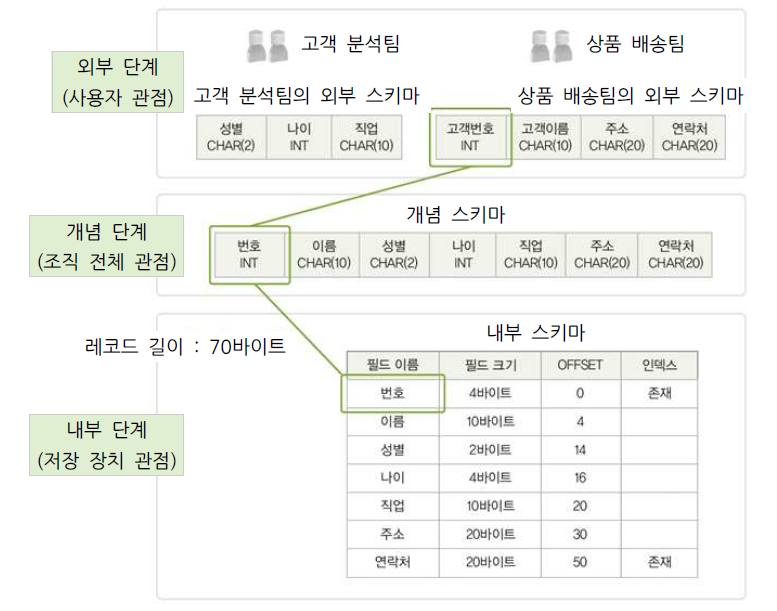 외부 단계
(사용자 관점)
고객 분석팀
상품 배송팀
고객 분석팀의 외부 스키마
상품 배송팀의 외부 스키마
성별 나이 직업
CHAR(2) INT CHAR(10)
고객번호 고객이름 주소 연락처
INT CHAR(10) CHAR(20) CHAR(20)
개념 단계
(조직 전체 관점)
개념 스키마
번호 이름 성별 나이 직업 주소 연락처
INT CHAR(10) CHAR(2) INT CHAR(10) CHAR(20) CHAR(20)
내부 단계
(저장 장치 관점)
레코드 길이 : 70바이트
내부 스키마
필드 이름 필드 크기 OFFSET 인덱스
번호 4바이트 0 존재
이름 10바이트 4
성별 2바이트 14
나이 4바이트 16
직업 10바이트 20
주소 20바이트 30
연락처 20바이트 50 존재